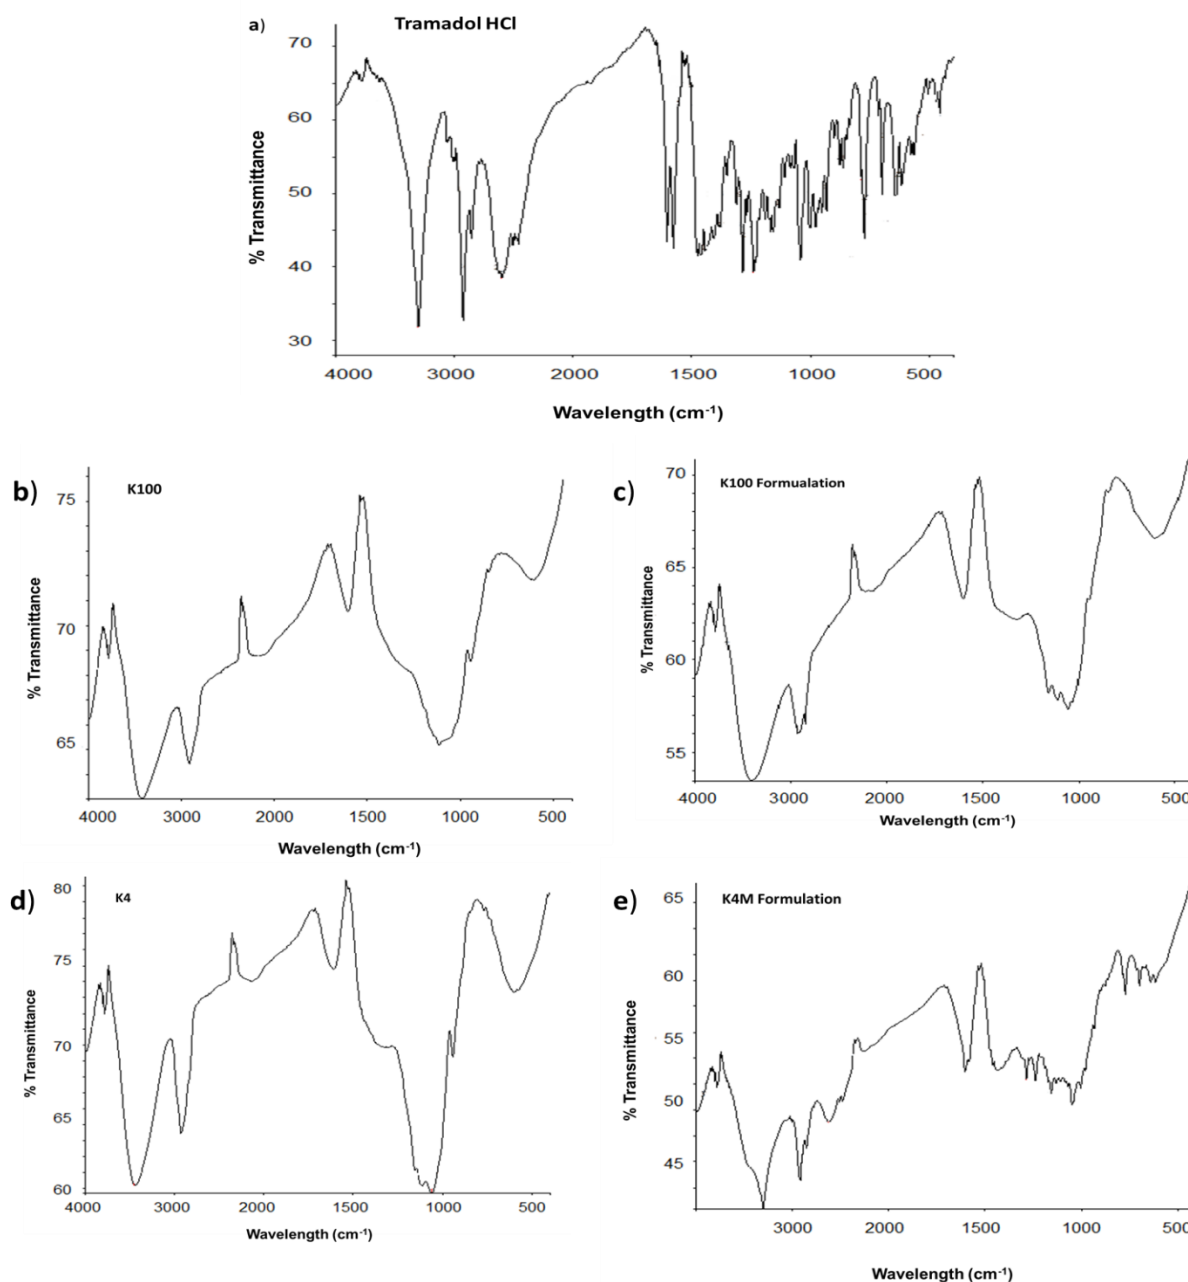 a)
Tramadol HCl
70
60
50
40
30
% Transmittance
4000 3000 2000 1500 1000 500
Wavelength (cm-1)
b)
K100
75
70
65
% Transmittance
4000 3000 2000 1500 1000 500
Wavelength (cm-1)
c)
K100 Formualation
70
65
60
55
% Transmittance
4000 3000 2000 1500 1000 500
Wavelength (cm-1)
d)
K4
80
75
70
65
60
% Transmittance
4000 3000 2000 1500 1000 500
Wavelength (cm-1)
e)
K4M Formulation
65
60
55
50
45
% Transmittance
3000 2000 1500 1000 500
Wavelength (cm-1)